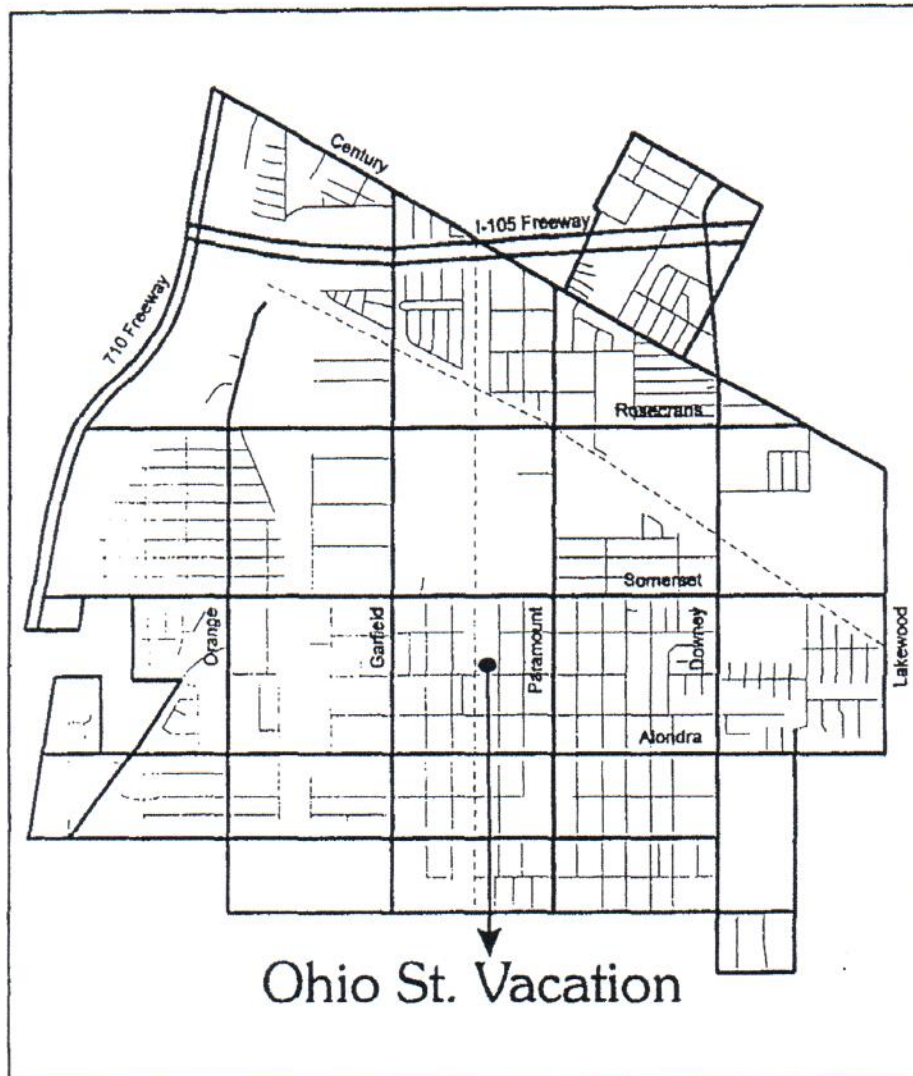 Century
I-105 Freeway
710 Freeway
Rosecrans
Somerset
Orange
Garfield
Paramount
Downey
Lakewood
Alondra
Ohio St. Vacation